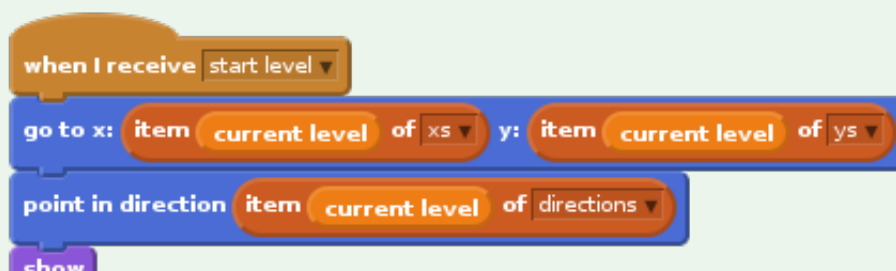 when I receive start level
go to x: item current level of xs y: item current level of ys
point in direction item current level of directions
show